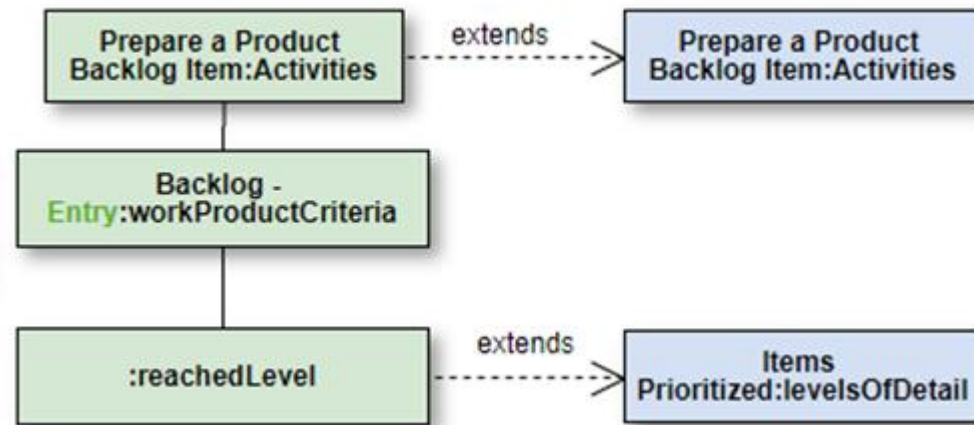 Prepare a Product
Backlog Item:Activities
extends
Prepare a Product
Backlog Item:Activities
Backlog -
Entry:workProductCriteria
:reachedLevel
extends
Items
Prioritized:levelsOfDetail